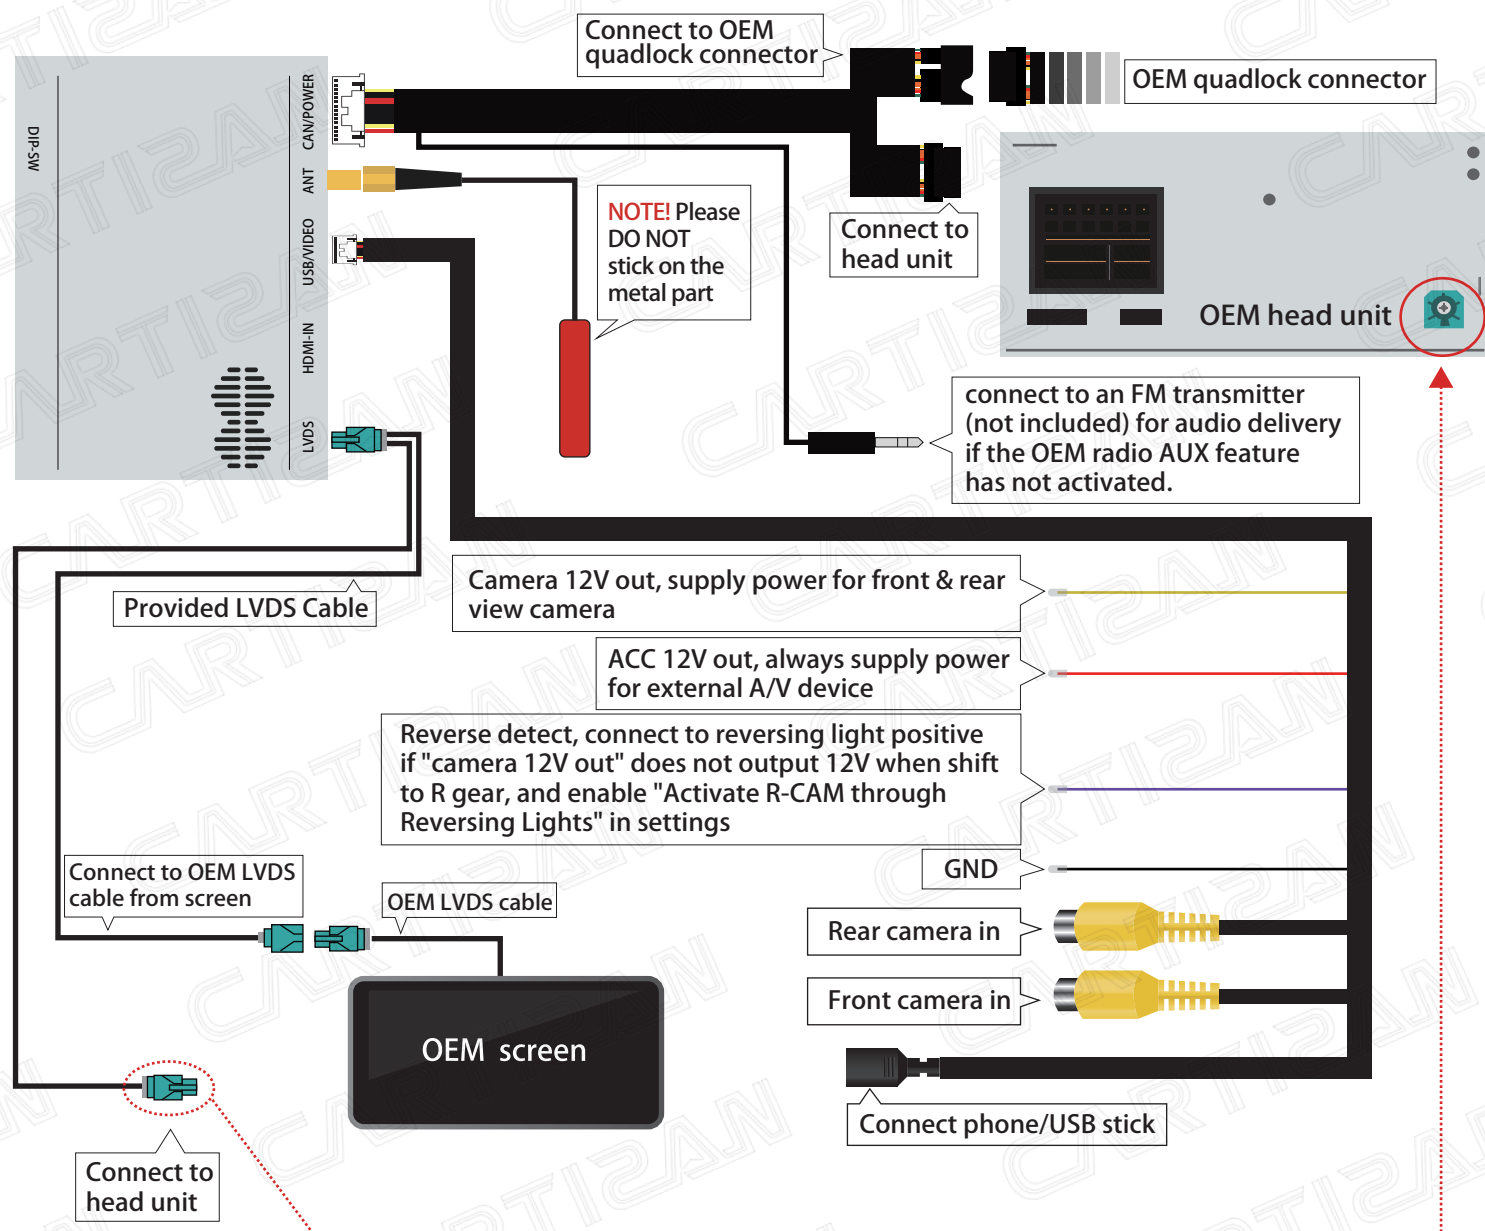 Connect to OEM
quadlock connector
OEM quadlock connector
CAN/POWER
DIP-SW
ANT
USB/VIDEO
HDMI-IN
LVDS
NOTE! Please
DO NOT
stick on the
metal part
Connect to
head unit
OEM head unit
connect to an FM transmitter
(not included) for audio delivery
if the OEM radio AUX feature
has not activated.
Provided LVDS Cable
Camera 12V out, supply power for front & rear
view camera
ACC 12V out, always supply power
for external A/V device
Reverse detect, connect to reversing light positive
if "camera 12V out" does not output 12V when shift
to R gear, and enable "Activate R-CAM through
Reversing Lights" in settings
GND
Connect to OEM LVDS
cable from screen
OEM LVDS cable
Rear camera in
Front camera in
OEM screen
Connect phone/USB stick
Connect to
head unit
CARTIZAN